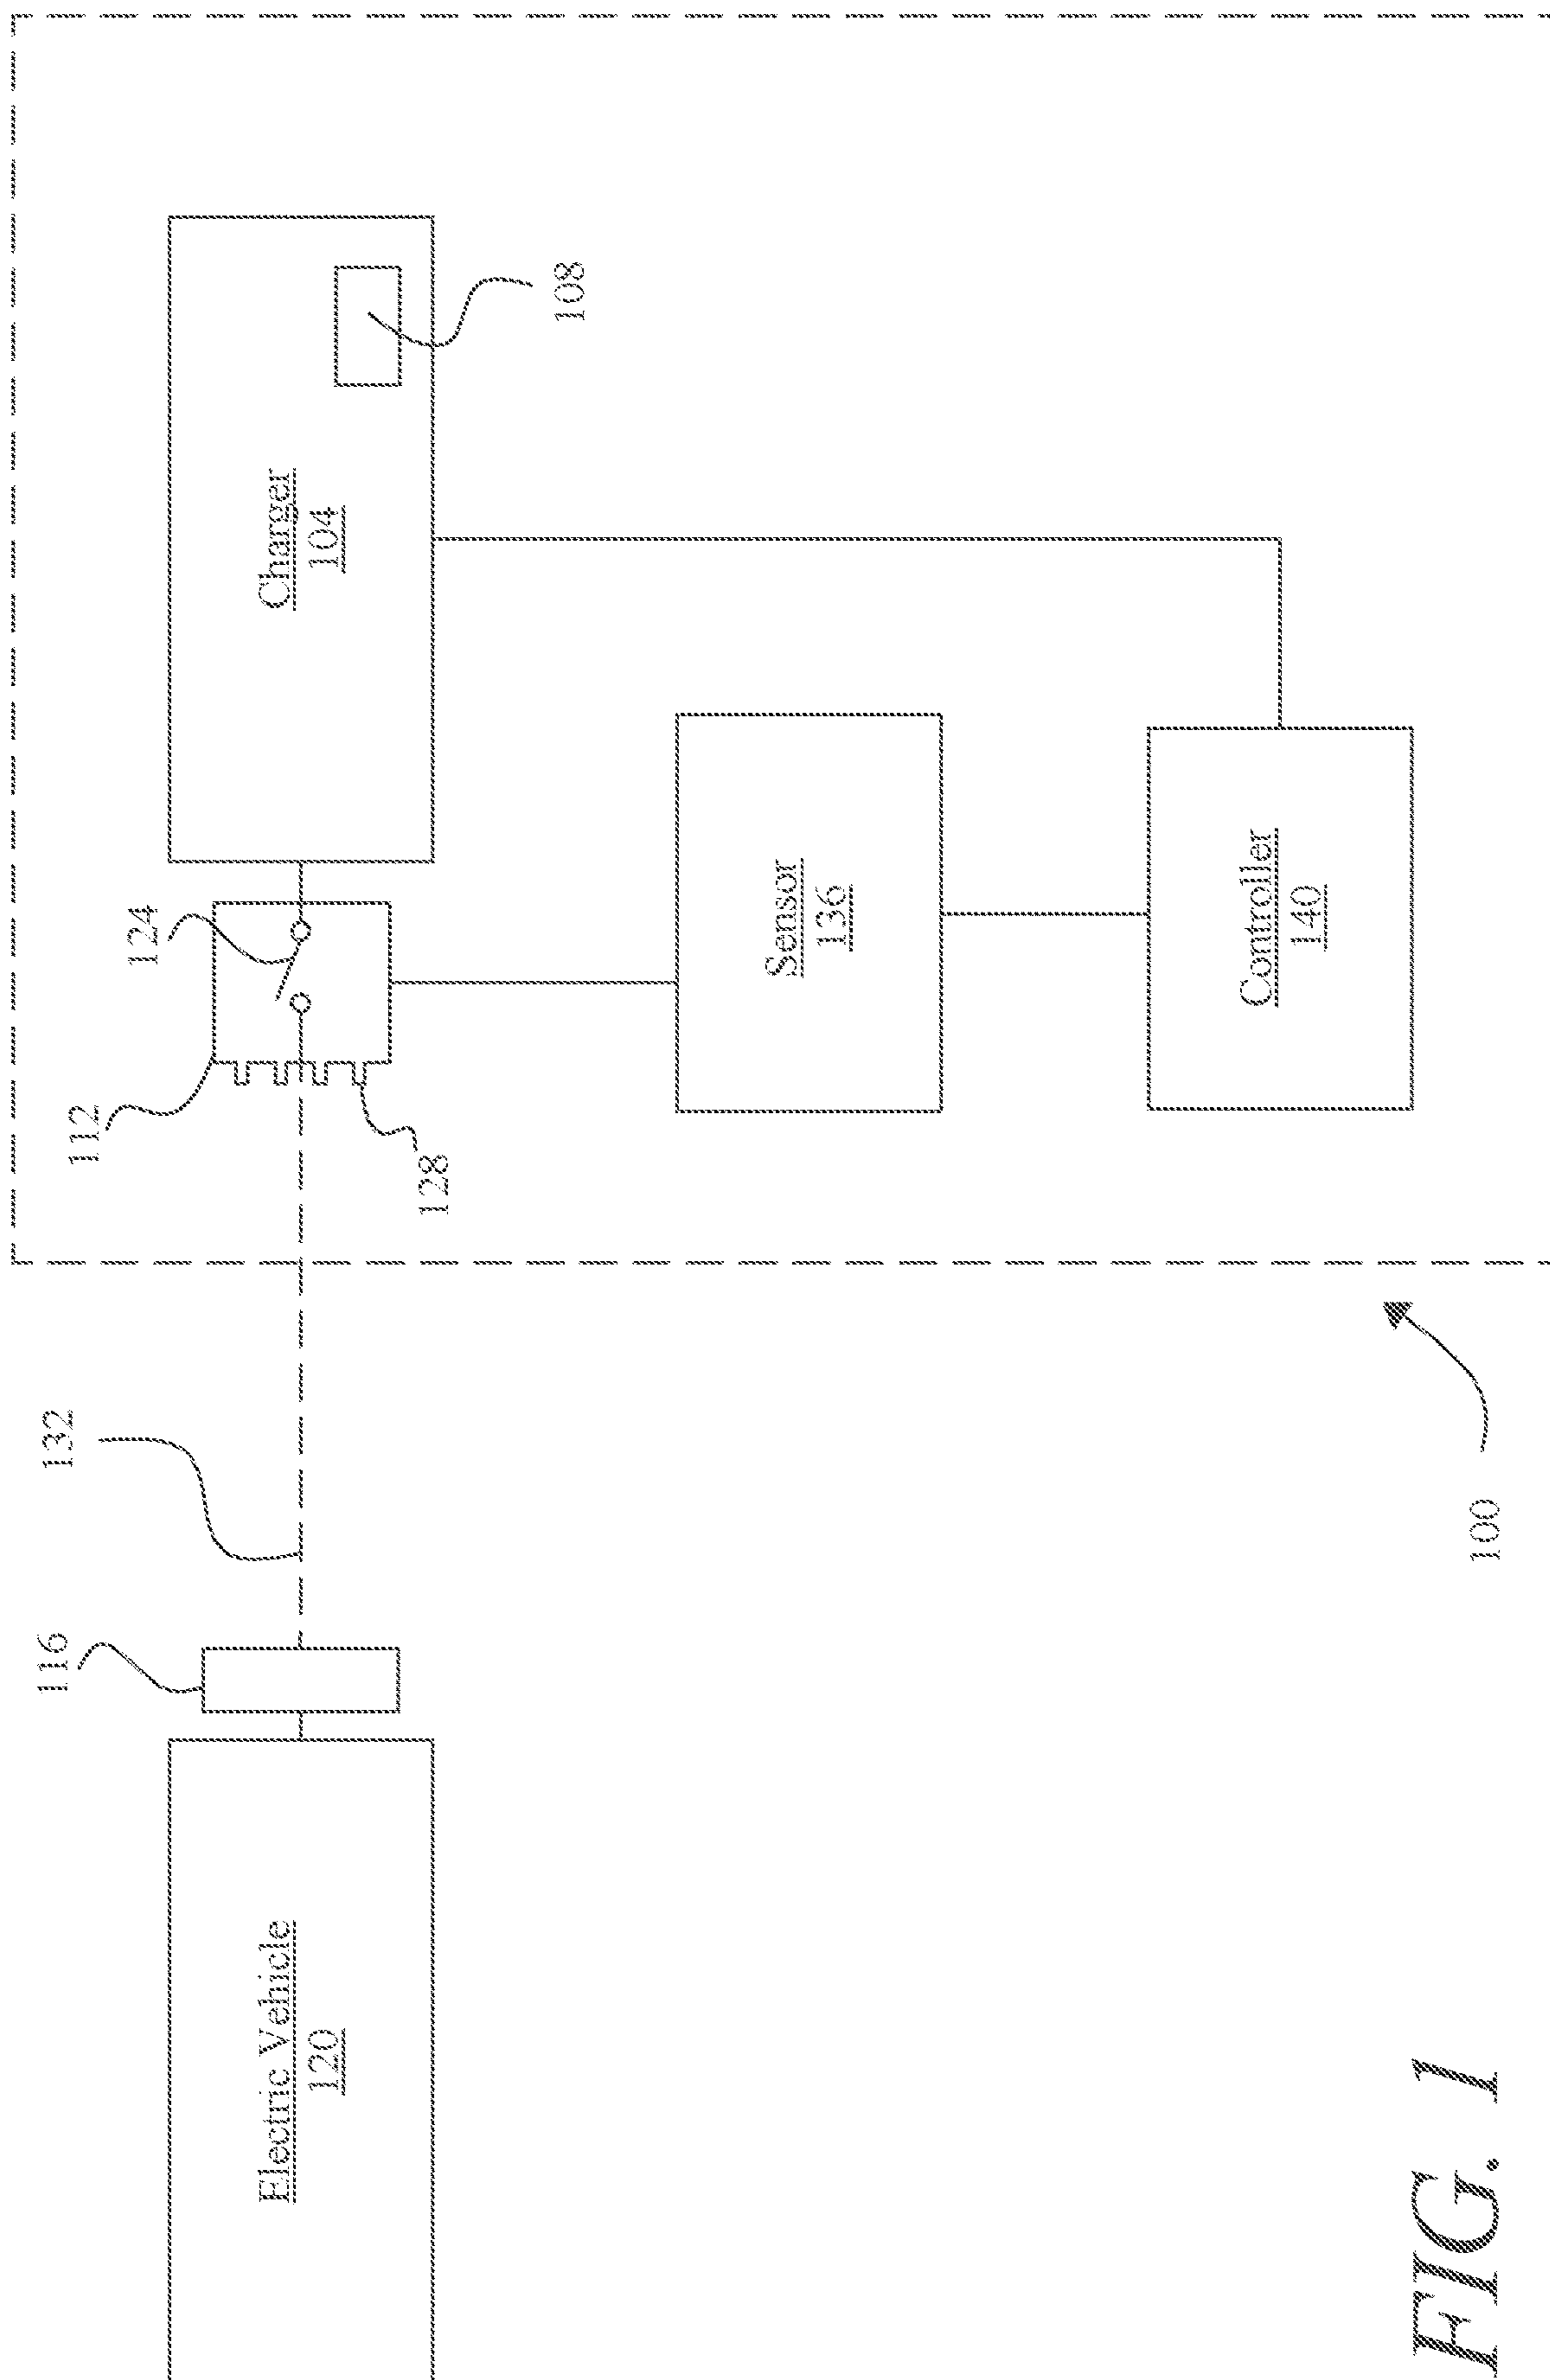 132
116
112
124
Electric Vehicle
120
Charger
104
108
128
Sensor
136
Controller
140
100
FIG. 1